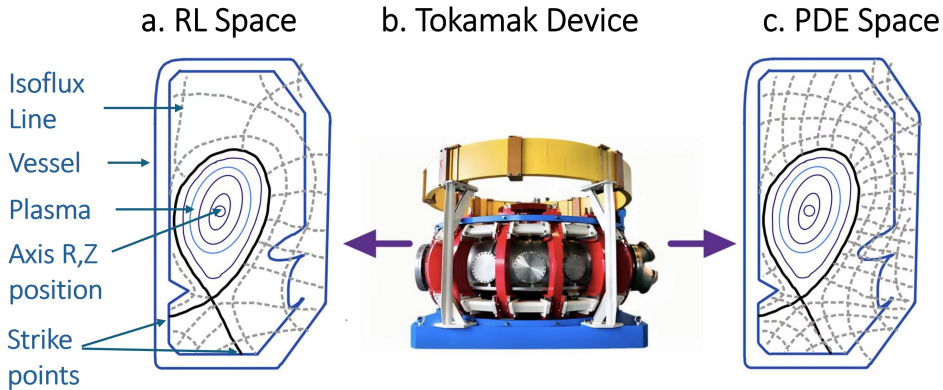 a. RL Space
b. Tokamak Device
c. PDE Space
Isoflux
Line
Vessel
Plasma
Axis R,Z
position
Strike
points